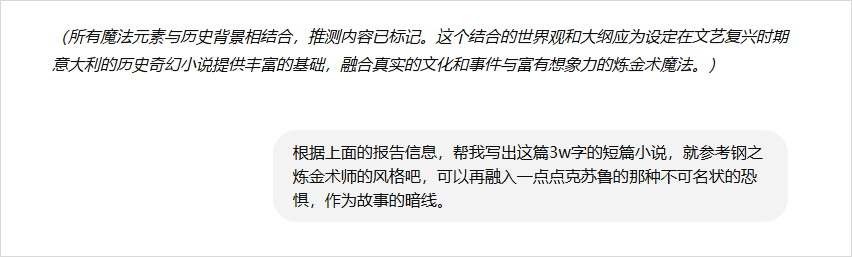 （所有魔法元素与历史背景相结合，推测内容已标记。这个结合的世界观和大纲应为设定在文艺复兴时期
意大利的历史奇幻小说提供丰富的基础，融合真实的文化和事件与富有想象力的炼金术魔法。）
根据上面的报告信息，帮我写出这篇3w字的短篇小说，就参考钢之
炼金术师的风格吧，可以再融入一点点克苏鲁的那种不可名状的恐
惧，作为故事的暗线。